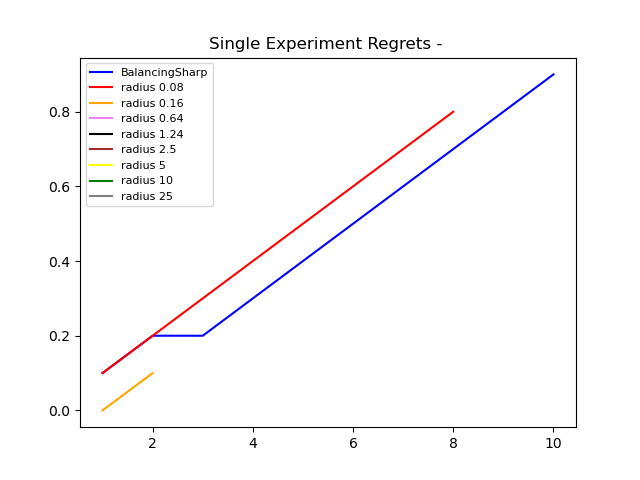 Single Experiment Regrets -
BalancingSharp
radius 0.08
radius 0.16
radius 0.64
radius 1.24
radius 2.5
radius 5
radius 10
radius 25
0.8
0.6
0.4
0.2
0.0
2 4 6 8 10